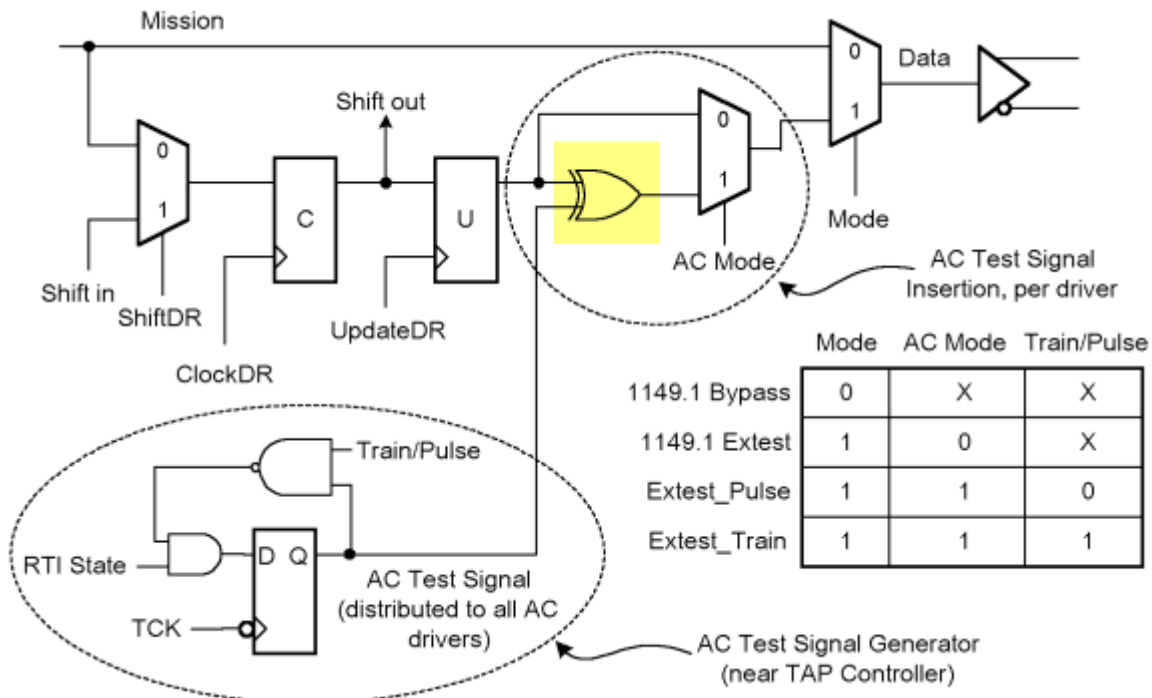 Mission
0
Data
1
Shift out
0
1
0
1
C
U
Mode
AC Mode
Shift in
ShiftDR
UpdateDR
ClockDR
AC Test Signal
Insertion, per driver
Mode AC Mode Train/Pulse
1149.1 Bypass 0 X X
1149.1 Extest 1 0 X
Extest_Pulse 1 1 0
Extest_Train 1 1 1
Train/Pulse
RTI State
D Q
TCK
AC Test Signal
(distributed to all AC
drivers)
AC Test Signal Generator
(near TAP Controller)